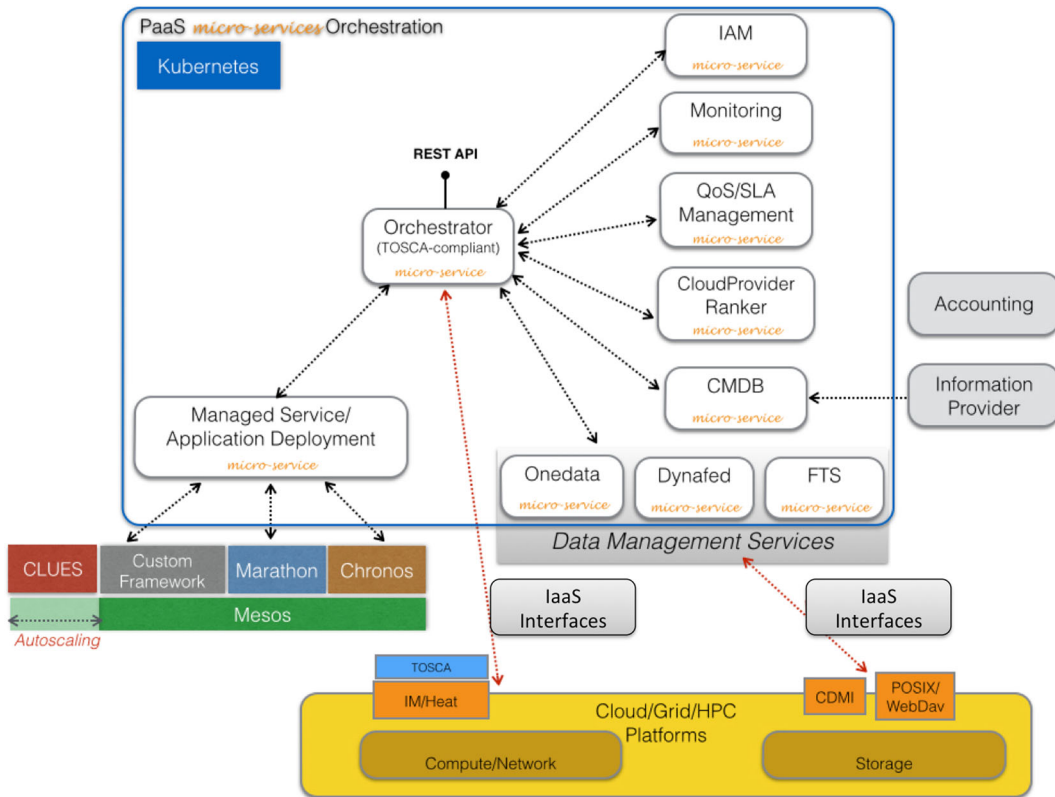 PaaS micro-services Orchestration
Kubernetes
IAM
micro-service
Monitoring
micro-service
REST API
QoS/SLA
Management
micro-service
Orchestrator
(TOSCA-compliant)
micro-service
CloudProvider
Ranker
micro-service
Accounting
CMDB
micro-service
Information
Provider
Managed Service/
Application Deployment
micro-service
Onedata
micro-service
Dynafed
micro-service
FTS
micro-service
Data Management Services
CLUES
Custom
Framework
Marathon
Chronos
Mesos
Autoscaling
IaaS
Interfaces
IaaS
Interfaces
TOSCA
IM/Heat
CDMI
POSIX/
WebDav
Cloud/Grid/HPC
Platforms
Compute/Network
Storage